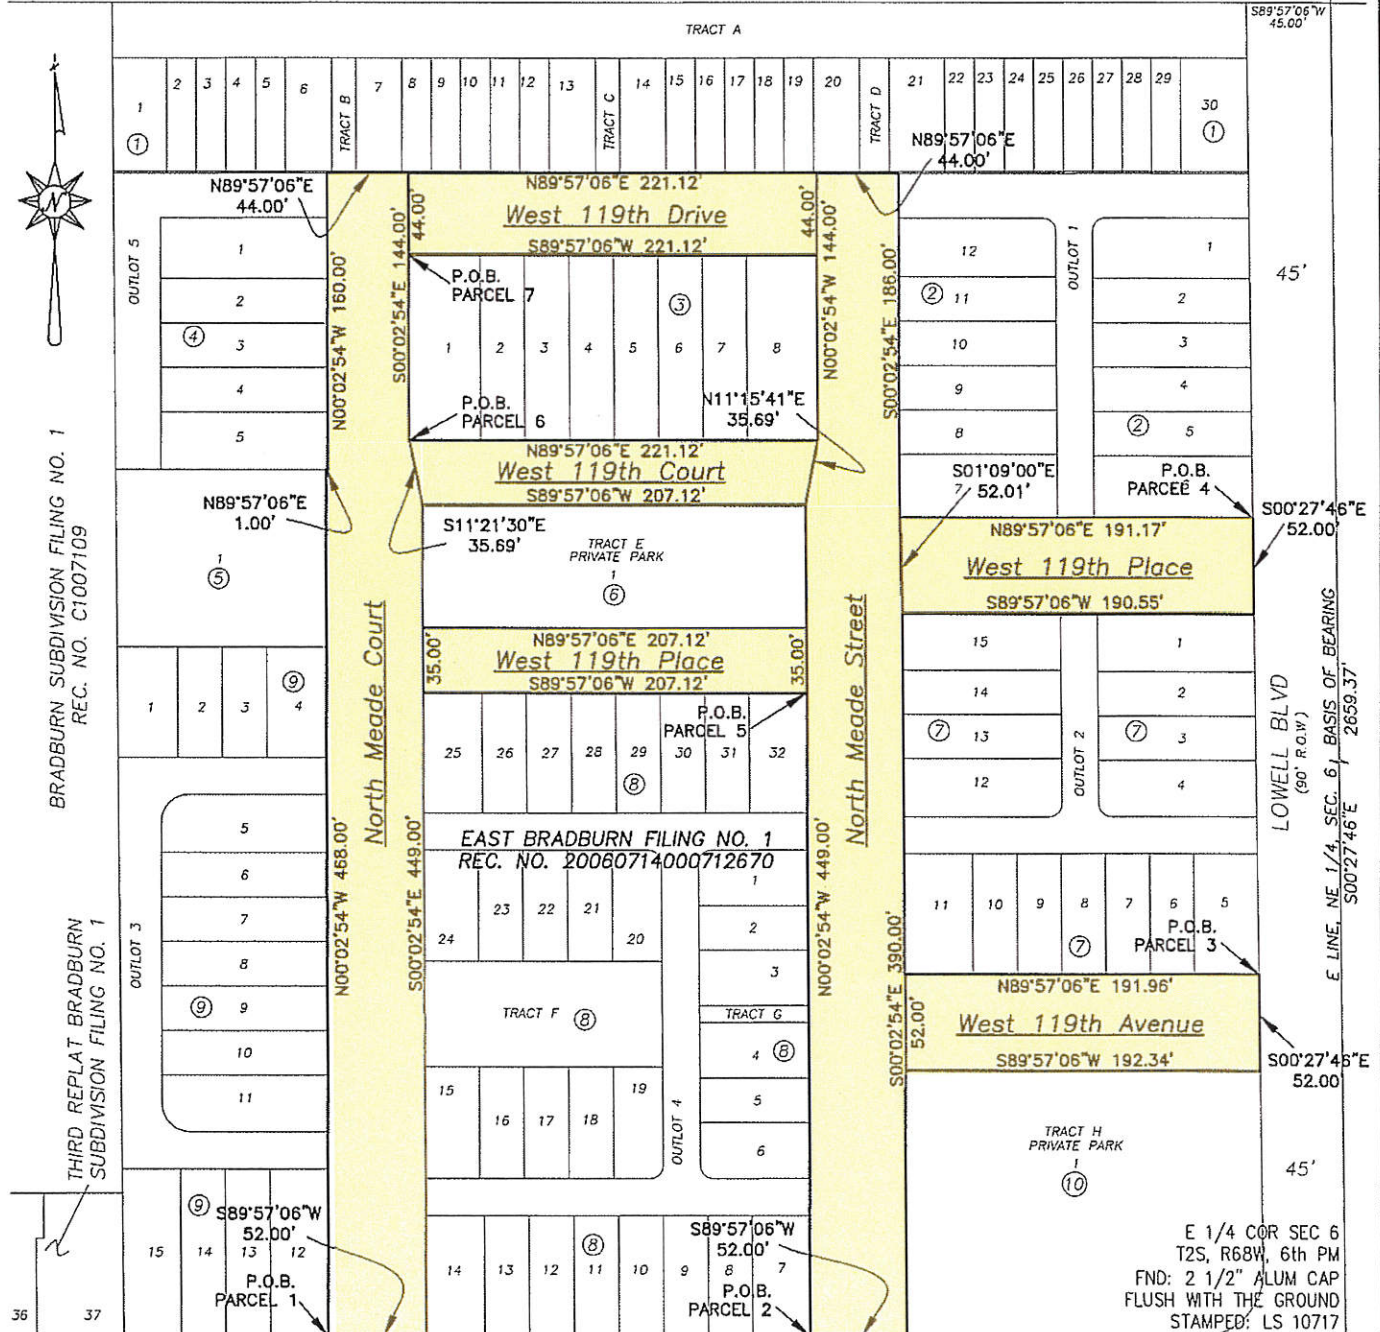 TRACT A
S89°57'06"W
45.00'
1
2
3
4
5
6
TRACT B
7
8
9
10
11
12
13
TRACT C
14
15
16
17
18
19
20
TRACT D
21
22
23
24
25
26
27
28
29
30
1
1
N
N89°57'06"E
44.00'
N89°57'06"E 221.12'
West 119th Drive
S89°57'06"W 221.12'
44.00'
44.00'
N89°57'06"E
44.00'
OUTLOT 5
1
2
4
3
4
5
N00°02'54"W 160.00'
S00°02'54"E 144.00'
P.O.B.
PARCEL 7
3
1
2
3
4
5
6
7
8
P.O.B.
PARCEL 6
N11°15'41"E
35.69'
N00°02'54"W 144.00'
S00°02'54"E 186.00'
12
2
11
10
9
8
7
OUTLOT 1
1
2
3
4
2
5
6
45'
N89°57'06"E 221.12'
West 119th Court
S89°57'06"W 207.12'
S01°09'00"E
52.01'
P.O.B.
PARCEL 4
S00°27'46"E
52.00'
N89°57'06"E
1.00'
S11°21'30"E
35.69'
TRACT E
PRIVATE PARK
1
6
1
5
N89°57'06"E 191.17'
West 119th Place
S89°57'06"W 190.55'
BRADBURN SUBDIVISION FILING NO. 1
REC. NO. C1007109
North Meade Court
35.00'
N89°57'06"E 207.12'
West 119th Place
S89°57'06"W 207.12'
35.00'
North Meade Street
P.O.B.
PARCEL 5
1
2
3
9
4
25
26
27
28
29
30
31
32
8
15
14
7
13
12
OUTLOT 2
1
2
7
3
4
LOWELL BLVD
(90' R.O.W)
E LINE, NE 1/4, SEC. 6, BASIS OF BEARING
S00°27'46"E 2659.37'
EAST BRADBURN FILING NO. 1
REC. NO. 20060714000712670
N00°02'54"W 468.00'
S00°02'54"E 449.00'
N00°02'54"W 449.00'
S00°02'54"E 390.00'
5
6
7
8
9
9
10
11
OUTLOT 3
24
23
22
21
20
1
2
3
TRACT F
8
TRACT G
4
8
5
6
15
16
17
18
19
OUTLOT 4
11
10
9
8
7
6
5
7
P.O.B.
PARCEL 3
N89°57'06"E 191.96'
West 119th Avenue
S89°57'06"W 192.34'
52.00'
S00°27'46"E
52.00'
TRACT H
PRIVATE PARK
1
10
45'
THIRD REPLAT BRADBURN
SUBDIVISION FILING NO. 1
9
S89°57'06"W
52.00'
15
14
13
12
P.O.B.
PARCEL 1
36
37
8
14
13
12
11
10
9
8
7
S89°57'06"W
52.00'
P.O.B.
PARCEL 2
E 1/4 COR SEC 6
T2S, R68W, 6th PM
FND: 2 1/2" ALUM CAP
FLUSH WITH THE GROUND
STAMPED: LS 10717